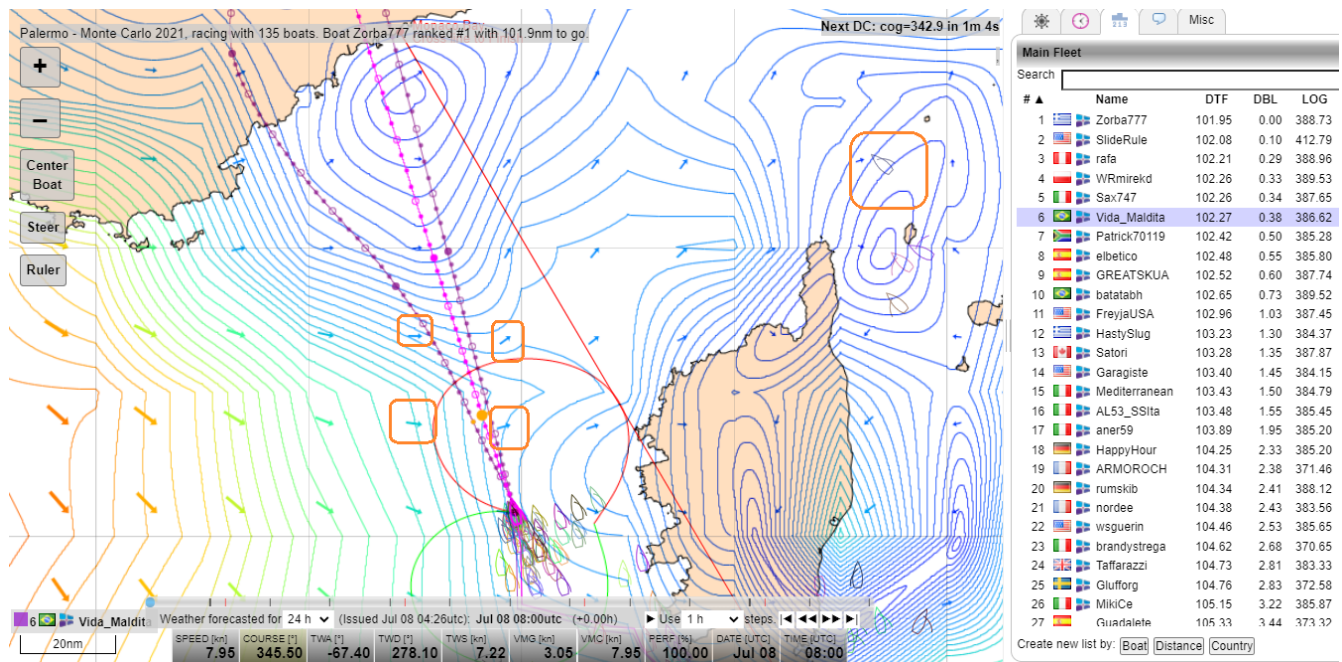 Palermo - Monte Carlo 2021, racing with 135 boats. Boat Zorba777 ranked #1 with 101.9nm to go.
Next DC: cog=342.9 in 1m 4s
+
−
Center
Boat
Steer
Ruler
6 Vida_Maldita
Weather forecasted for 24 h (Issued Jul 08 04:26utc): Jul 08 08:00utc (+0.00h) Use 1 h steps.
20nm
SPEED [kn] COURSE [°] TWA [°] TWD [°] TWS [kn] VMG [kn] VMC [kn] PERF [%] DATE [UTC] TIME [UTC]
7.95 345.50 -67.40 278.10 7.22 3.05 7.95 100.00 Jul 08 08:00
Misc
Main Fleet
Search
# ▲ Name DTF DBL LOG
1 Zorba777 101.95 0.00 388.73
2 SlideRule 102.08 0.10 412.79
3 rafa 102.21 0.29 388.96
4 WRmirekd 102.26 0.33 389.53
5 Sax747 102.26 0.34 387.65
6 Vida_Maldita 102.27 0.38 386.62
7 Patrick70119 102.42 0.50 385.28
8 elbetico 102.48 0.55 385.80
9 GREATSKUA 102.52 0.60 387.74
10 batatabh 102.65 0.73 389.52
11 FreyjaUSA 102.96 1.03 387.45
12 HastySlug 103.23 1.30 384.37
13 Satori 103.28 1.35 387.87
14 Garagiste 103.40 1.45 384.15
15 Mediterranean 103.43 1.50 384.79
16 AL53_SSIta 103.48 1.55 385.45
17 aner59 103.89 1.95 385.20
18 HappyHour 104.25 2.33 385.20
19 ARMOROCH 104.31 2.38 371.46
20 rumskib 104.34 2.41 388.12
21 nordee 104.38 2.43 383.56
22 wsguerin 104.46 2.53 385.65
23 brandystrega 104.62 2.68 370.65
24 Taffarazzi 104.73 2.81 383.33
25 Glufforg 104.76 2.83 372.58
26 MikiCe 105.15 3.22 385.87
27 Guadalete 105.33 3.44 373.32
Create new list by: Boat Distance Country